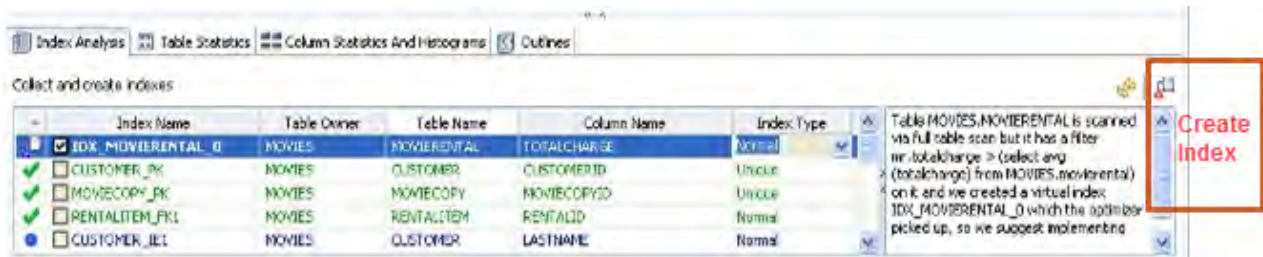 Index Analysis Table Statistics Column Statistics And Histograms Outlines
Collect and create indexes
Index Name Table Owner Table Name Column Name Index Type
IDX_MOVIERENTAL_0 MOVIES MOVIERENTAL TOTALCHARGE Normal
CUSTOMER_PK MOVIES CUSTOMER CUSTOMERID Unique
MOVIECOPY_PK MOVIES MOVIECOPY MOVIECOPYID Unique
RENTALITEM_FK1 MOVIES RENTALITEM RENTALID Normal
CUSTOMER_IE1 MOVIES CUSTOMER LASTNAME Normal
Table MOVIES.MOVIERENTAL is scanned
via full table scan but it has a filter
mr.totalcharge > (select avg
(totalcharge) from MOVIES.movierental)
on it and we created a virtual index
IDX_MOVIERENTAL_0 which the optimizer
picked up, so we suggest implementing
Create
Index